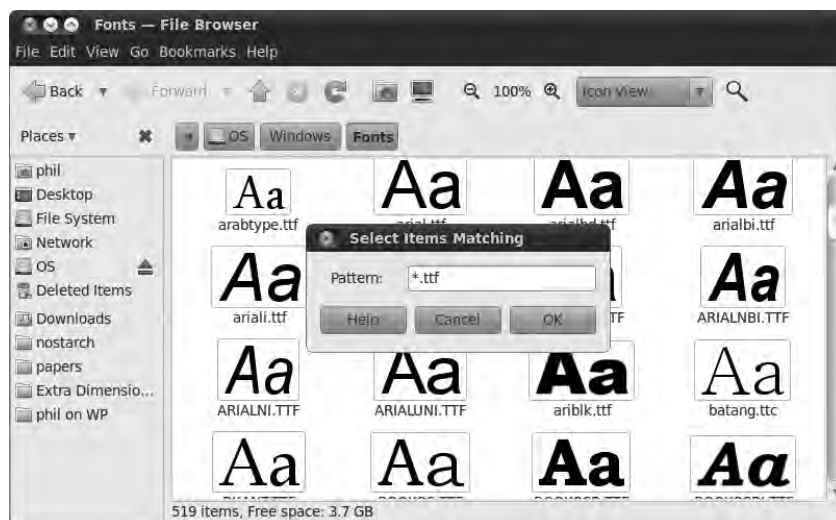 Fonts — File Browser
File Edit View Go Bookmarks Help
Back Forward 100% Icon View
Places OS Windows Fonts
phil
Desktop
File System
Network
OS
Deleted Items
Downloads
nostarch
papers
Extra Dimensio...
phil on WP
Aa Aa Aa Aa
arabtype.ttf arial.ttf arialbd.ttf arialbi.ttf
Select Items Matching
Pattern: *.ttf
Help Cancel OK
Aa Aa
ariali.ttf TF ARIALNBI.TTF
Aa Aa Aa Aa
ARIALNI.TTF ARIALUNI.TTF ariblk.ttf batang.ttc
Aa Aa Aa Aa
519 items, Free space: 3.7 GB